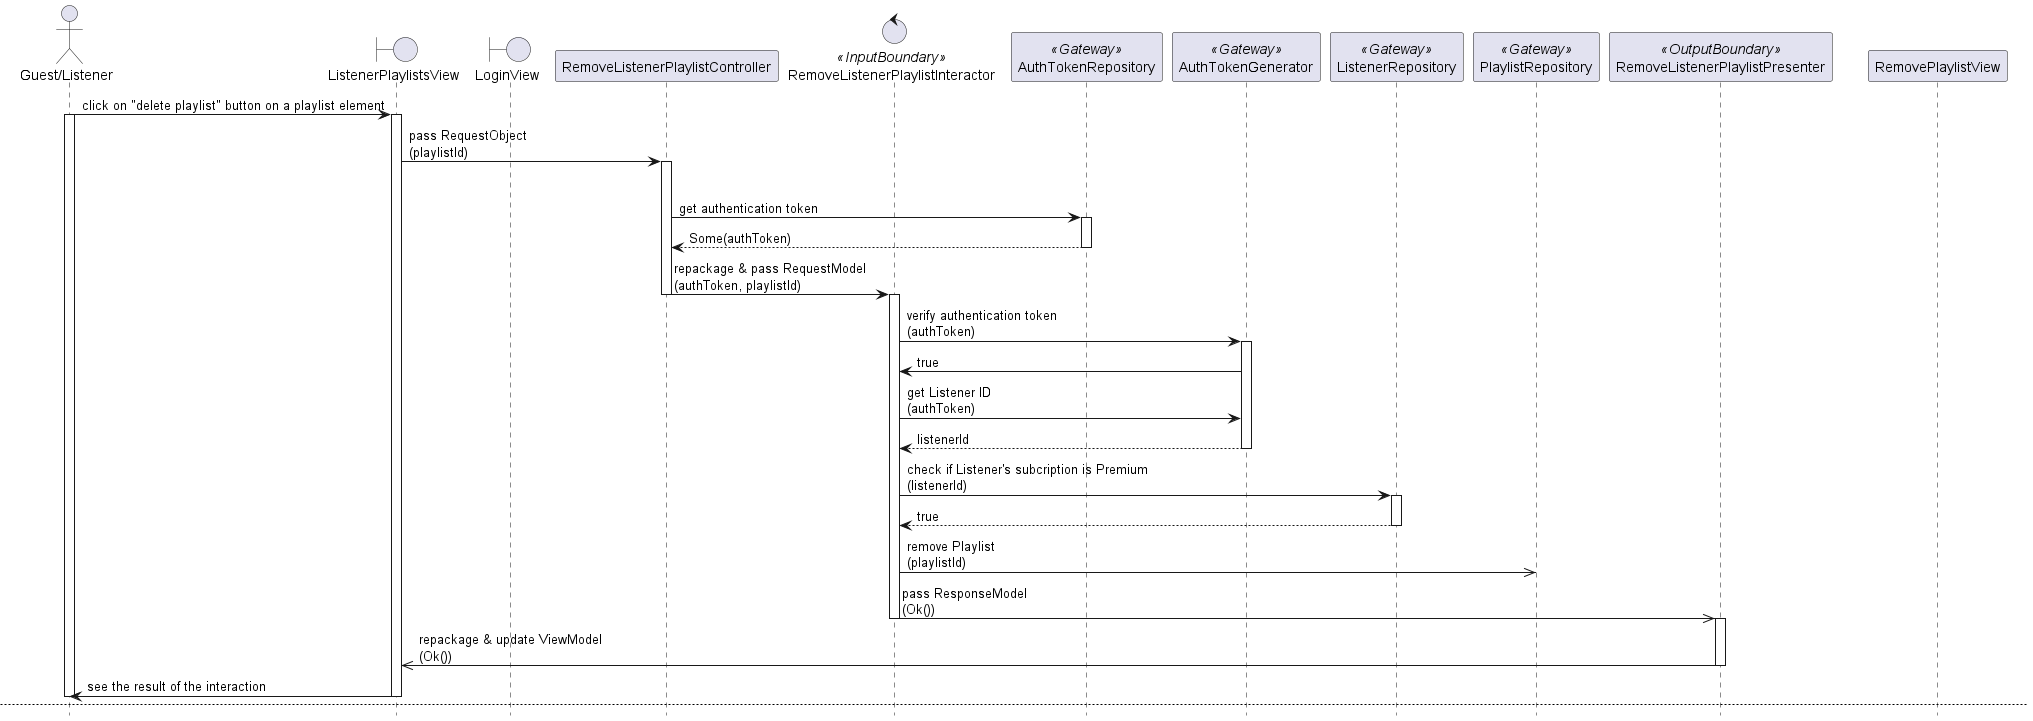 Guest/Listener
ListenerPlaylistsView
LoginView
RemoveListenerPlaylistController
«InputBoundary»
RemoveListenerPlaylistInteractor
«Gateway»
AuthTokenRepository
«Gateway»
AuthTokenGenerator
«Gateway»
ListenerRepository
«Gateway»
PlaylistRepository
«OutputBoundary»
RemoveListenerPlaylistPresenter
RemovePlaylistView
click on "delete playlist" button on a playlist element
pass RequestObject
(playlistId)
get authentication token
Some(authToken)
repackage & pass RequestModel
(authToken, playlistId)
verify authentication token
(authToken)
true
get Listener ID
(authToken)
listenerId
check if Listener's subcription is Premium
(listenerId)
true
remove Playlist
(playlistId)
pass ResponseModel
(Ok())
repackage & update ViewModel
(Ok())
see the result of the interaction